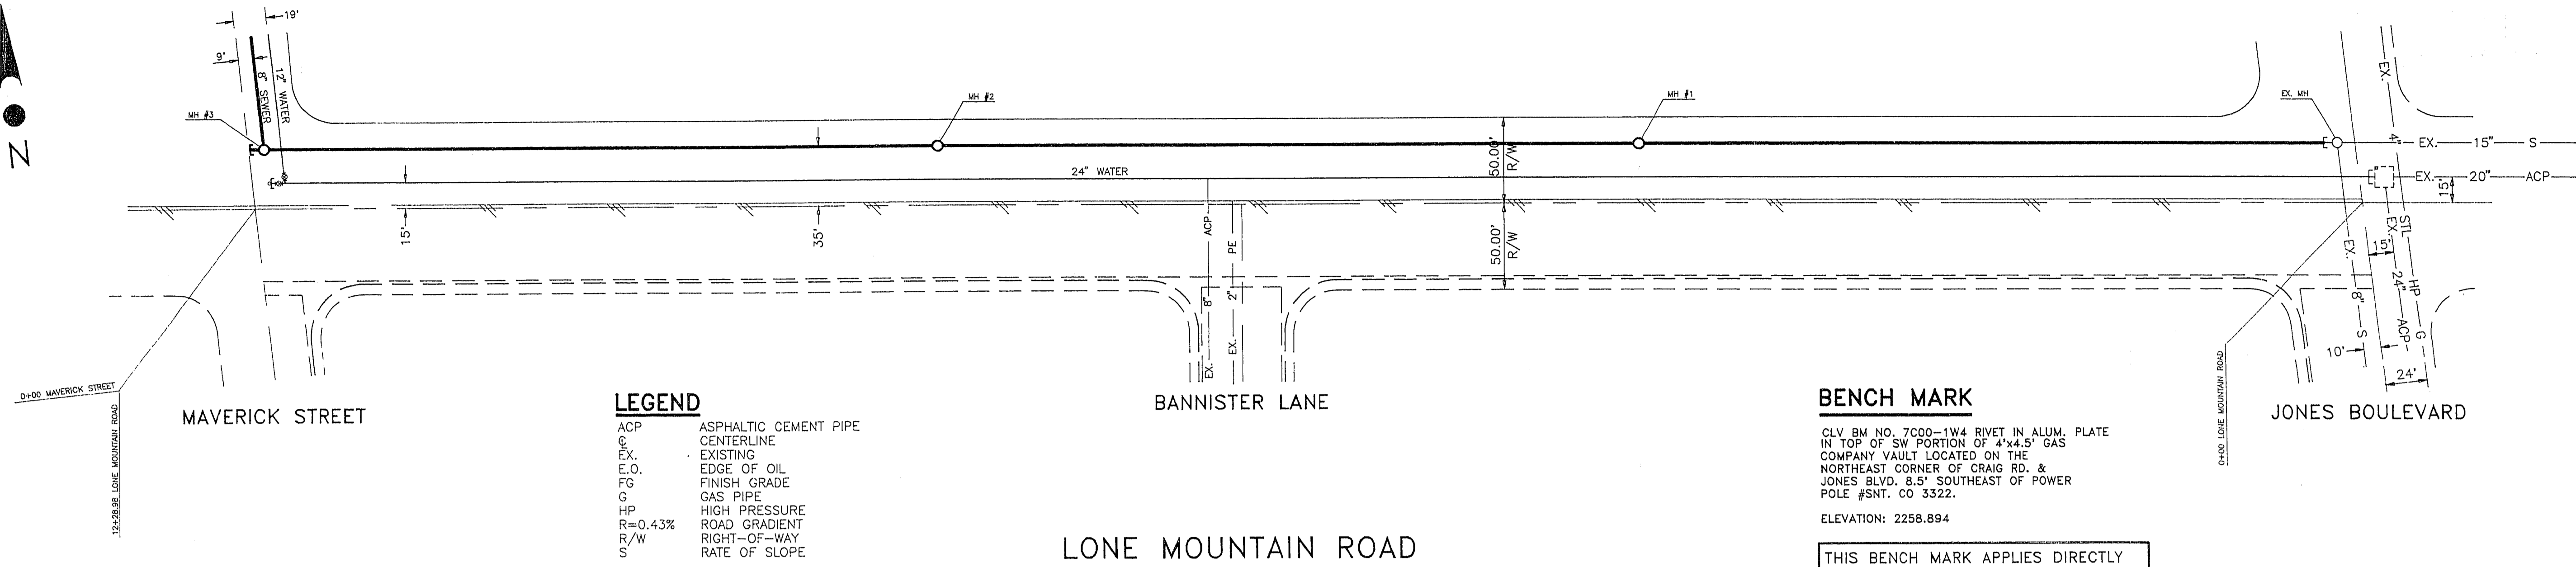 19'
9'
8" SEWER
12" WATER
MH #3
MH #2
MH #1
EX. MH
N
24" WATER
15'
35'
50.00'
R/W
50.00'
R/W
EX. 8" ACP
EX. 2" PE
EX. 15" S
EX. 20" ACP
15'
EX. 4" STL HP G
EX. 24" ACP
EX. 8" S
15'
10'
24'
0+00 MAVERICK STREET
12+28.98 LONE MOUNTAIN ROAD
0+00 LONE MOUNTAIN ROAD
MAVERICK STREET
BANNISTER LANE
JONES BOULEVARD
LEGEND
ACP ASPHALTIC CEMENT PIPE
℄ CENTERLINE
EX. EXISTING
E.O. EDGE OF OIL
FG FINISH GRADE
G GAS PIPE
HP HIGH PRESSURE
R=0.43% ROAD GRADIENT
R/W RIGHT-OF-WAY
S RATE OF SLOPE
LONE MOUNTAIN ROAD
BENCH MARK
CLV BM NO. 7C00-1W4 RIVET IN ALUM. PLATE
IN TOP OF SW PORTION OF 4'x4.5' GAS
COMPANY VAULT LOCATED ON THE
NORTHEAST CORNER OF CRAIG RD. &
JONES BLVD. 8.5' SOUTHEAST OF POWER
POLE #SNT. CO 3322.
ELEVATION: 2258.894
THIS BENCH MARK APPLIES DIRECTLY